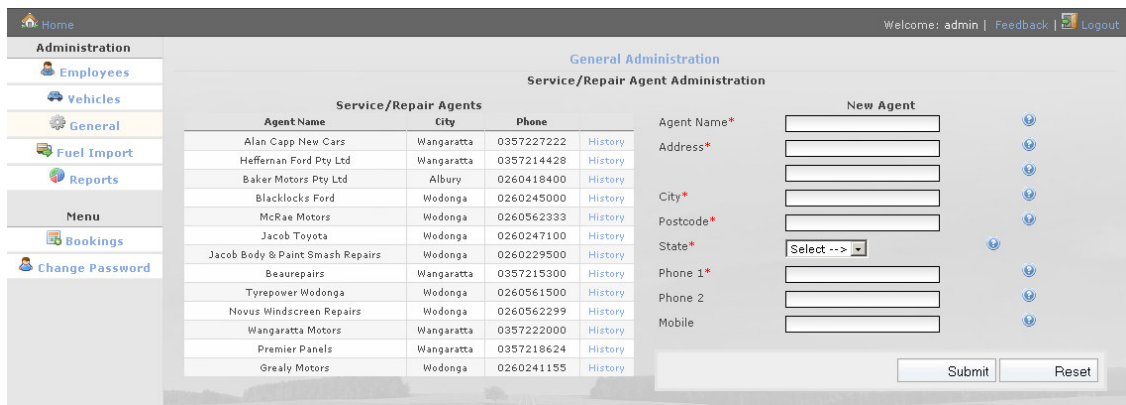 Home
Welcome: admin | Feedback | Logout
Administration
Employees
Vehicles
General
Fuel Import
Reports
Menu
Bookings
Change Password
General Administration
Service/Repair Agent Administration
Service/Repair Agents
Agent Name City Phone
Alan Capp New Cars Wangaratta 0357227222 History
Heffernan Ford Pty Ltd Wangaratta 0357214428 History
Baker Motors Pty Ltd Albury 0260418400 History
Blacklocks Ford Wodonga 0260245000 History
McRae Motors Wodonga 0260562333 History
Jacob Toyota Wodonga 0260247100 History
Jacob Body & Paint Smash Repairs Wodonga 0260229500 History
Beaurepairs Wangaratta 0357215300 History
Tyrepower Wodonga Wodonga 0260561500 History
Novus Windscreen Repairs Wodonga 0260562299 History
Wangaratta Motors Wangaratta 0357222000 History
Premier Panels Wangaratta 0357218624 History
Grealy Motors Wodonga 0260241155 History
New Agent
Agent Name*
Address*
City*
Postcode*
State* Select -->
Phone 1*
Phone 2
Mobile
Submit Reset